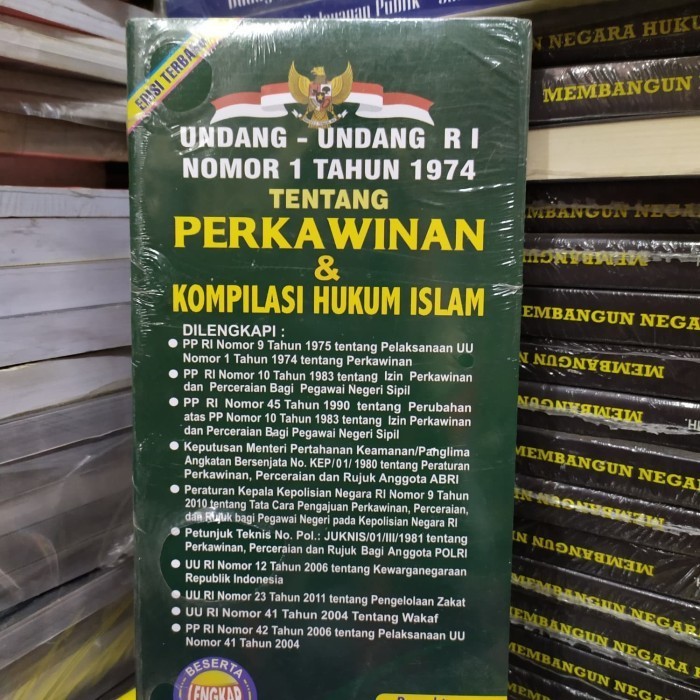 Pelayanan Publik
EDISI TERBARU
UNDANG - UNDANG R I
NOMOR 1 TAHUN 1974
TENTANG
PERKAWINAN
&
KOMPILASI HUKUM ISLAM
DILENGKAPI :
● PP RI Nomor 9 Tahun 1975 tentang Pelaksanaan UU
Nomor 1 Tahun 1974 tentang Perkawinan
● PP RI Nomor 10 Tahun 1983 tentang Izin Perkawinan
dan Perceraian Bagi Pegawai Negeri Sipil
● PP RI Nomor 45 Tahun 1990 tentang Perubahan
atas PP Nomor 10 Tahun 1983 tentang Izin Perkawinan
dan Perceraian Bagi Pegawai Negeri Sipil
● Keputusan Menteri Pertahanan Keamanan/Panglima
Angkatan Bersenjata No. KEP/01/ 1980 tentang Peraturan
Perkawinan, Perceraian dan Rujuk Anggota ABRI
● Peraturan Kepala Kepolisian Negara RI Nomor 9 Tahun
2010 tentang Tata Cara Pengajuan Perkawinan, Perceraian,
dan Rujuk bagi Pegawai Negeri pada Kepolisian Negara RI
● Petunjuk Teknis No. Pol.: JUKNIS/01/III/1981 tentang
Perkawinan, Perceraian dan Rujuk Bagi Anggota POLRI
● UU RI Nomor 12 Tahun 2006 tentang Kewarganegaraan
Republik Indonesia
● UU RI Nomor 23 Tahun 2011 tentang Pengelolaan Zakat
● UU RI Nomor 41 Tahun 2004 Tentang Wakaf
● PP RI Nomor 42 Tahun 2006 tentang Pelaksanaan UU
Nomor 41 Tahun 2004
BESERTA
LENGKAP
NEGARA HUKU
MEMBANGUN
MBANGUN NEGAR
MEMBANGUN
EMBANGUN NEGA
MEMBANGUN N
MEMBANGUN
MEMBANGUN NEGARA
MEMBANGUN NEGA
MEMBANGUN
MEMBANGUN NEGARA
MEMBANGUN NEGARA
MEMBANGUN NEGA
MEMBANGUN